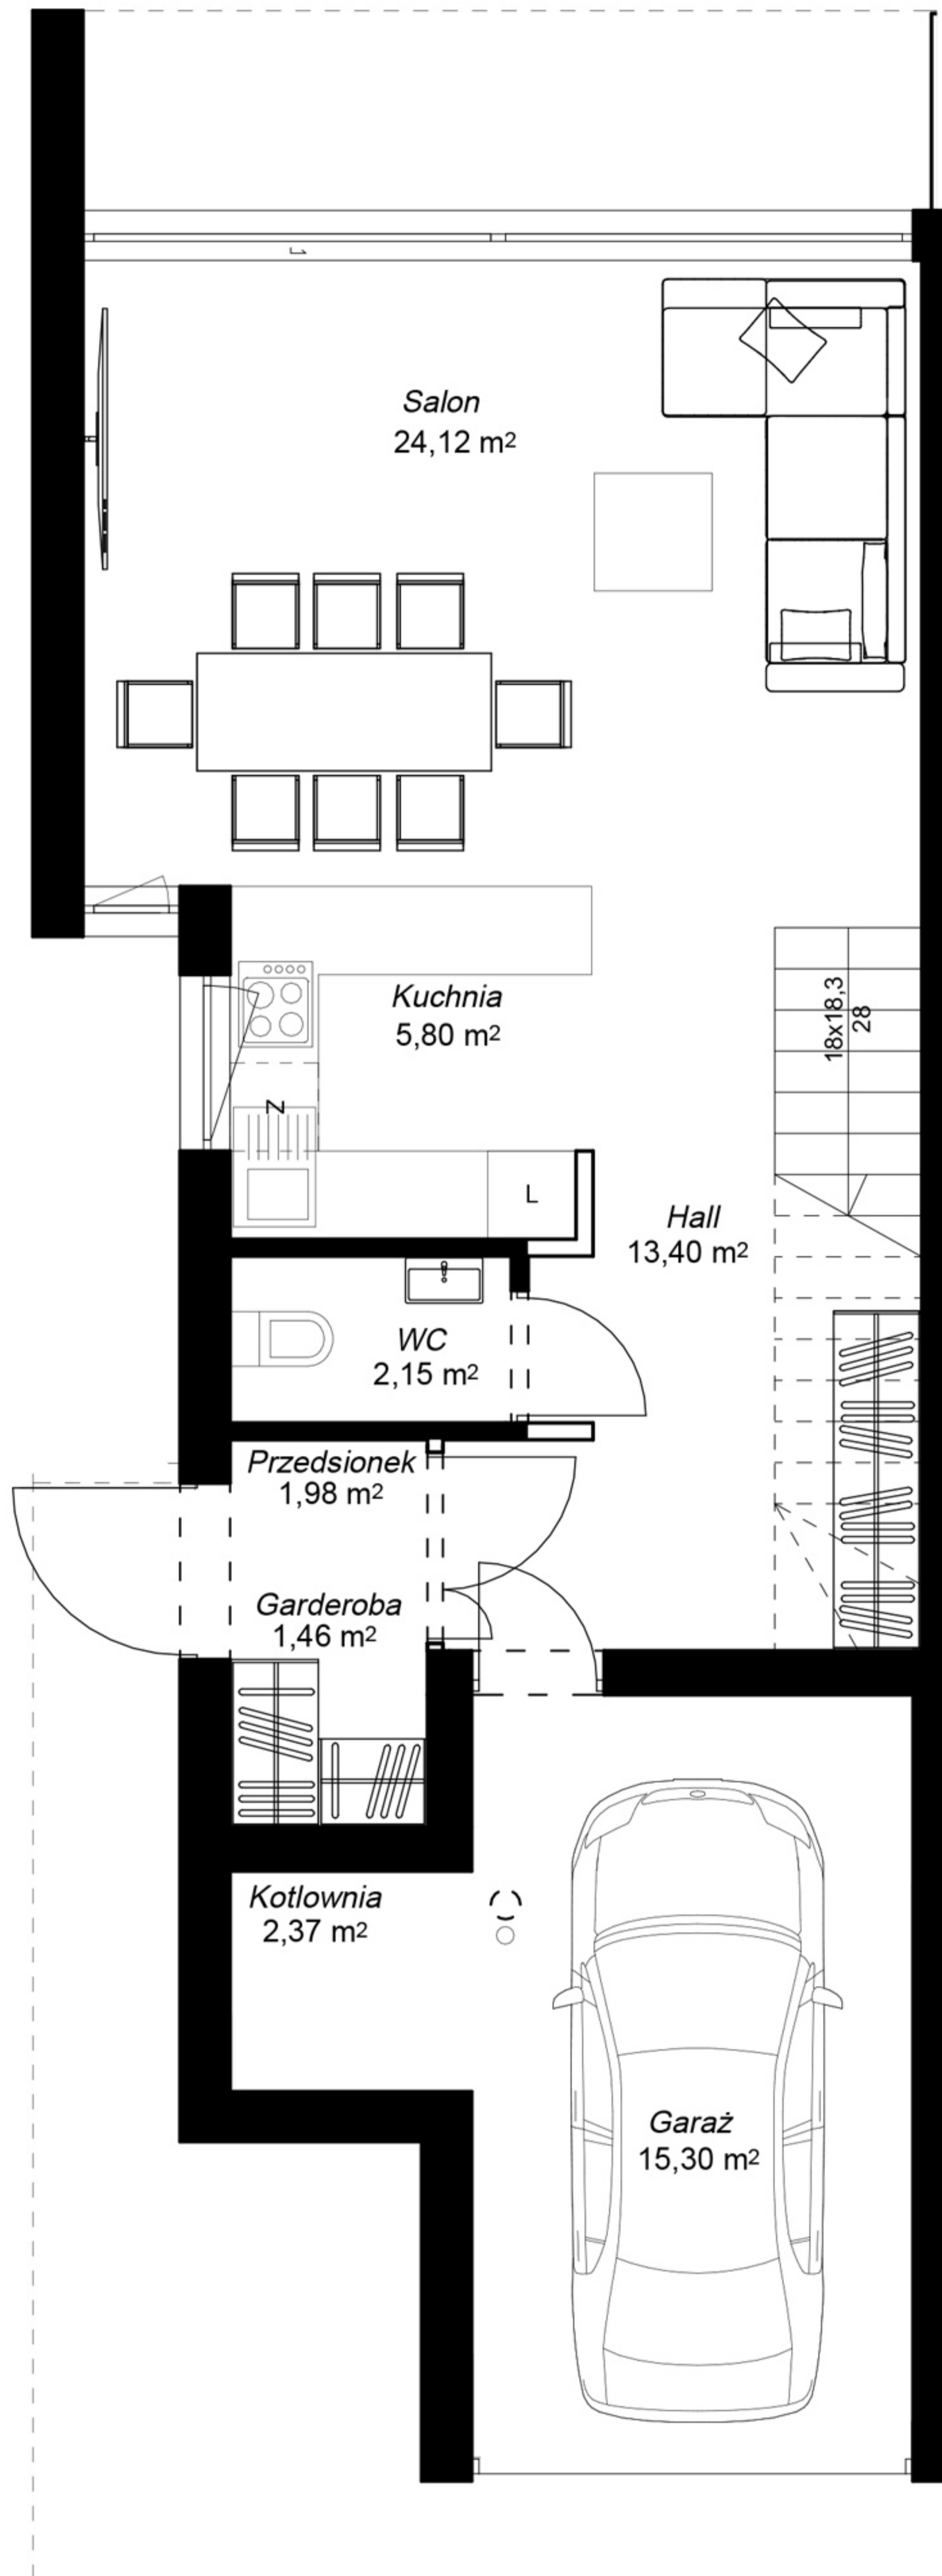 Salon
24,12 m²
Kuchnia
5,80 m²
18x18,3
28
Z
L
Hall
13,40 m²
WC
2,15 m²
Przedsionek
1,98 m²
Garderoba
1,46 m²
Kotlownia
2,37 m²
Garaż
15,30 m²